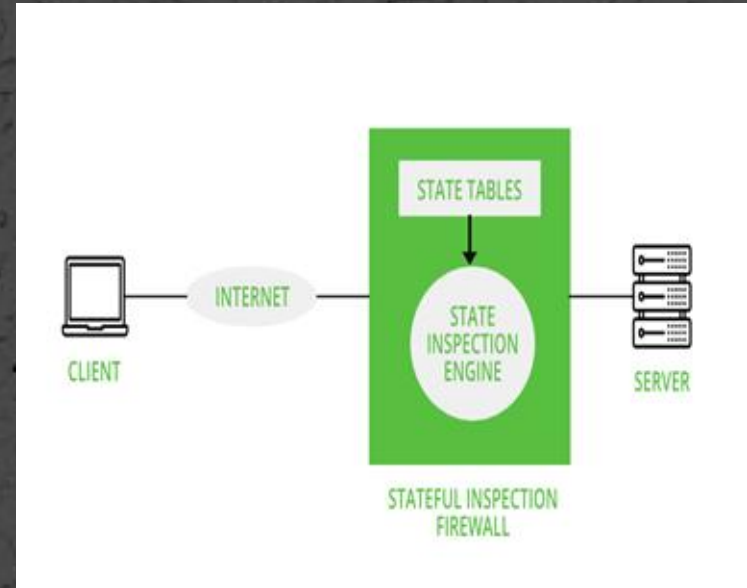 STATE TABLES
INTERNET
STATE
INSPECTION
ENGINE
CLIENT
SERVER
STATEFUL INSPECTION
FIREWALL